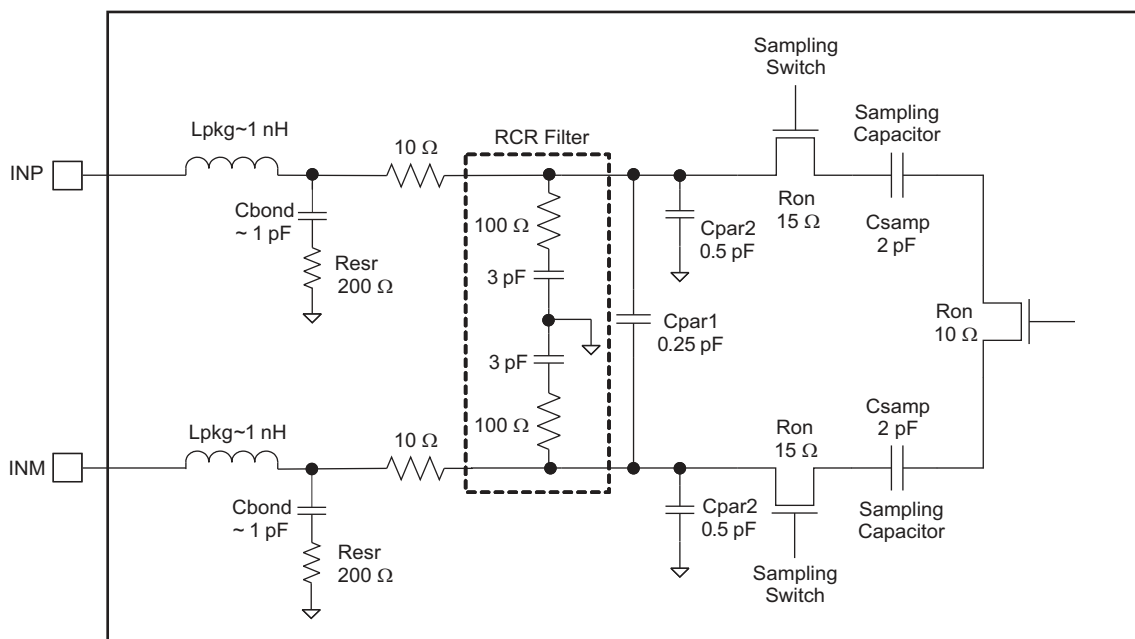 Sampling
Switch
Sampling
Capacitor
Lpkg~1 nH
RCR Filter
10 Ω
INP
Ron
15 Ω
Cbond
~ 1 pF
100 Ω
Cpar2
0.5 pF
Csamp
2 pF
Resr
200 Ω
3 pF
Cpar1
0.25 pF
Ron
10 Ω
3 pF
Csamp
2 pF
Lpkg~1 nH
10 Ω
100 Ω
Ron
15 Ω
INM
Cbond
~ 1 pF
Cpar2
0.5 pF
Sampling
Capacitor
Resr
200 Ω
Sampling
Switch